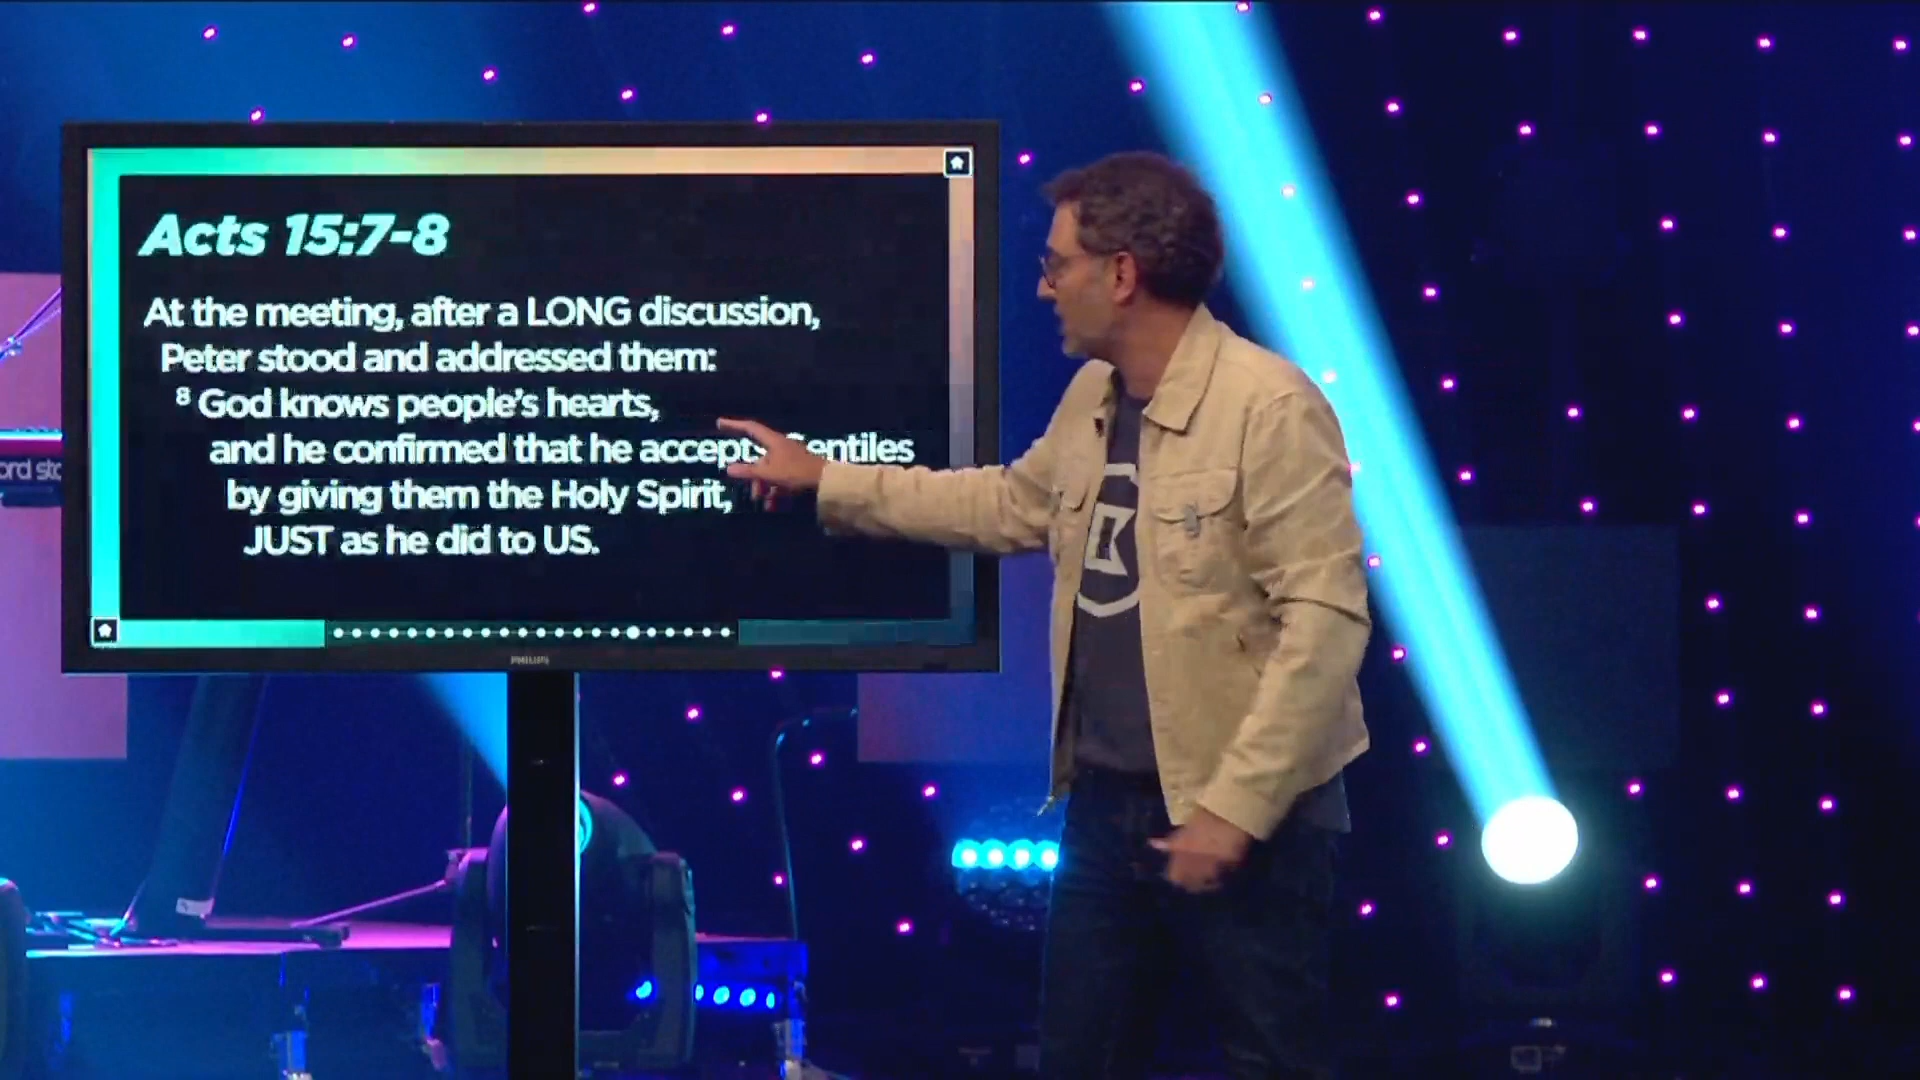 Acts 15:7-8
At the meeting, after a LONG discussion,
Peter stood and addressed them:
8 God knows people's hearts,
and he confirmed that he accepts Gentiles
by giving them the Holy Spirit,
JUST as he did to US.
PHILIPS